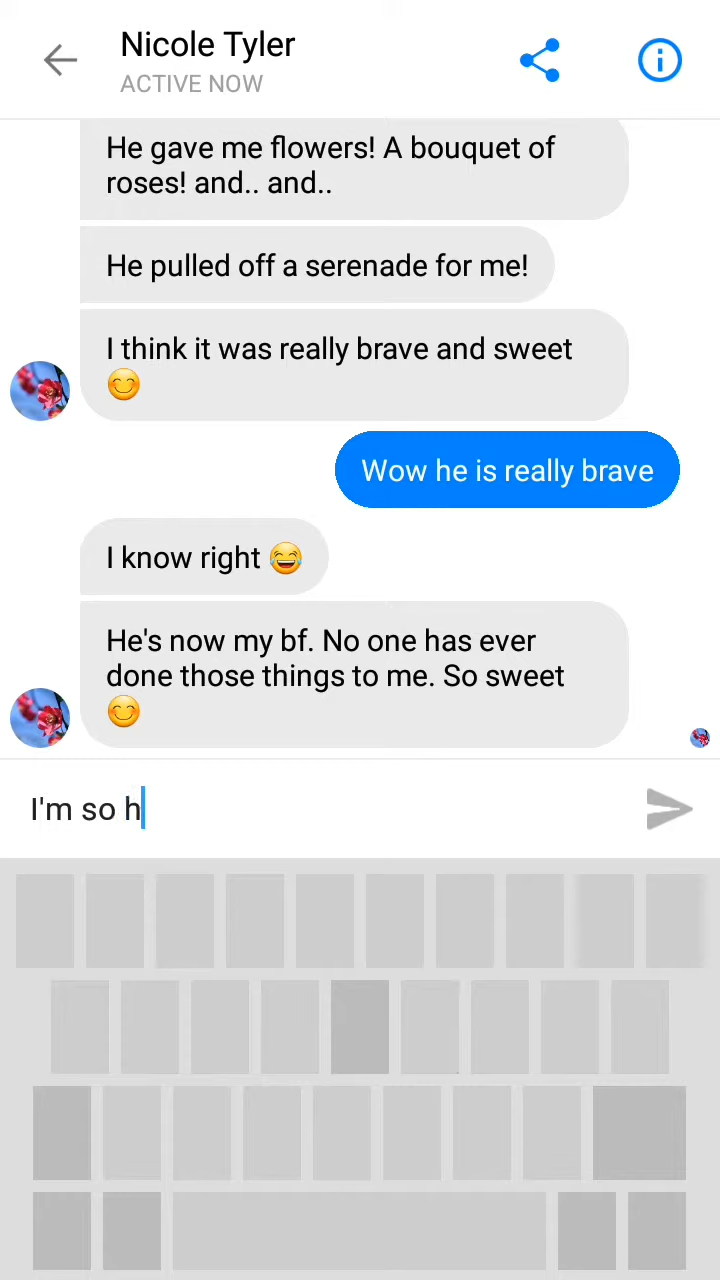 Nicole Tyler
ACTIVE NOW
He gave me flowers! A bouquet of
roses! and.. and..
He pulled off a serenade for me!
I think it was really brave and sweet
😊
Wow he is really brave
I know right 😂
He's now my bf. No one has ever
done those things to me. So sweet
😊
I'm so h